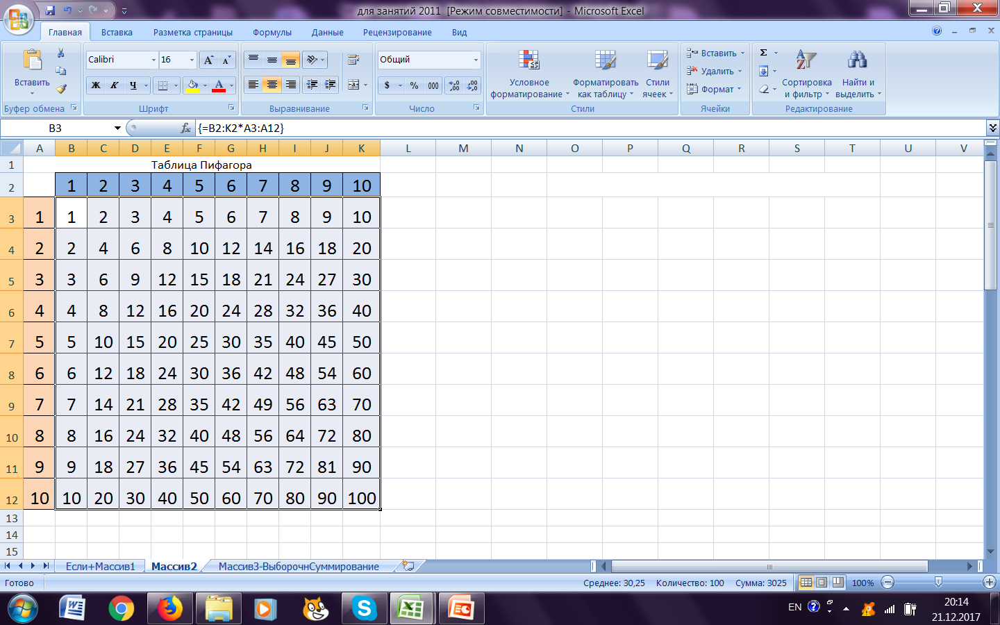 для занятий 2011 [Режим совместимости] - Microsoft Excel
Главная Вставка Разметка страницы Формулы Данные Рецензирование Вид
Вставить
Буфер обмена
Calibri 16
Ж К Ч А
Шрифт
Выравнивание
Общий
$ % 000 ,00 ,00
Число
Условное форматирование
Форматировать как таблицу
Стили ячеек
Стили
Вставить
Удалить
Формат
Ячейки
Σ
Сортировка и фильтр
Найти и выделить
Редактирование
B3 fx {=B2:K2*A3:A12}
A B C D E F G H I J K L M N O P Q R S T U V
1 Таблица Пифагора
2 1 2 3 4 5 6 7 8 9 10
3 1 1 2 3 4 5 6 7 8 9 10
4 2 2 4 6 8 10 12 14 16 18 20
5 3 3 6 9 12 15 18 21 24 27 30
6 4 4 8 12 16 20 24 28 32 36 40
7 5 5 10 15 20 25 30 35 40 45 50
8 6 6 12 18 24 30 36 42 48 54 60
9 7 7 14 21 28 35 42 49 56 63 70
10 8 8 16 24 32 40 48 56 64 72 80
11 9 9 18 27 36 45 54 63 72 81 90
12 10 10 20 30 40 50 60 70 80 90 100
13
14
15
Если+Массив1 Массив2 Массив3-ВыборочнСуммирование
Готово Среднее: 30,25 Количество: 100 Сумма: 3025 100%
EN 20:14
21.12.2017